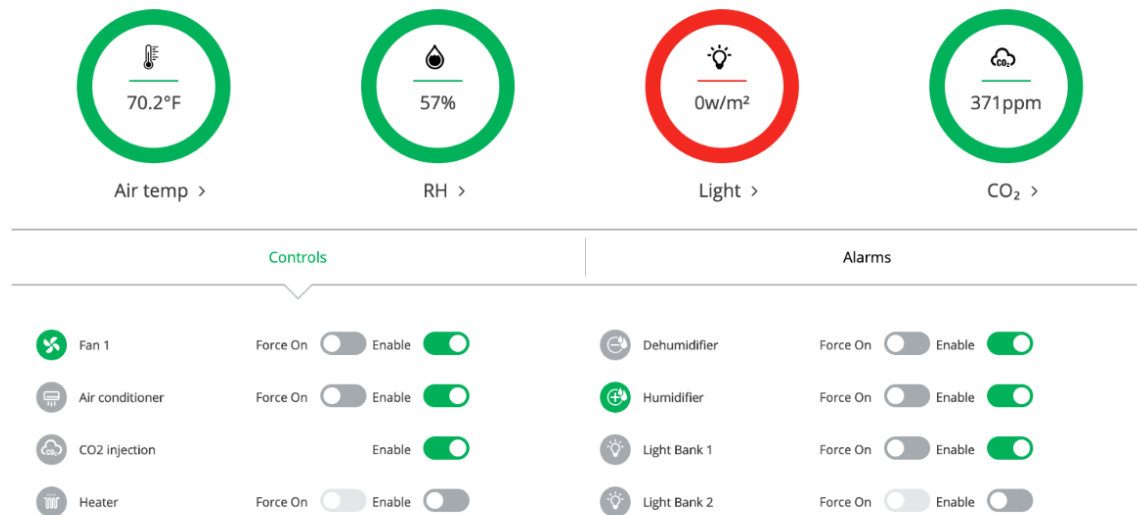 70.2°F 57% 0w/m² 371ppm
Air temp > RH > Light > CO₂ >
Controls Alarms
Fan 1 Force On Enable Dehumidifier Force On Enable
Air conditioner Force On Enable Humidifier Force On Enable
CO₂
CO2 injection Enable Light Bank 1 Force On Enable
Heater Force On Enable Light Bank 2 Force On Enable